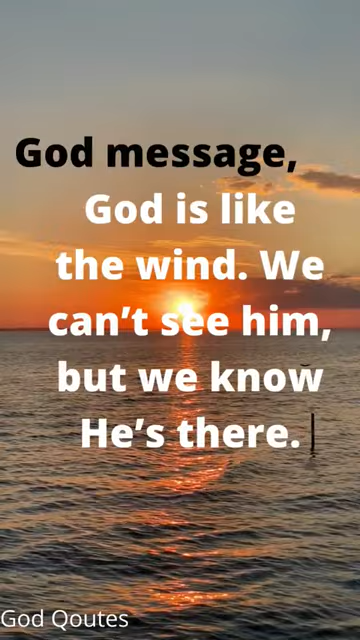 God message,
God is like
the wind. We
can't see him,
but we know
He's there.
God Qoutes